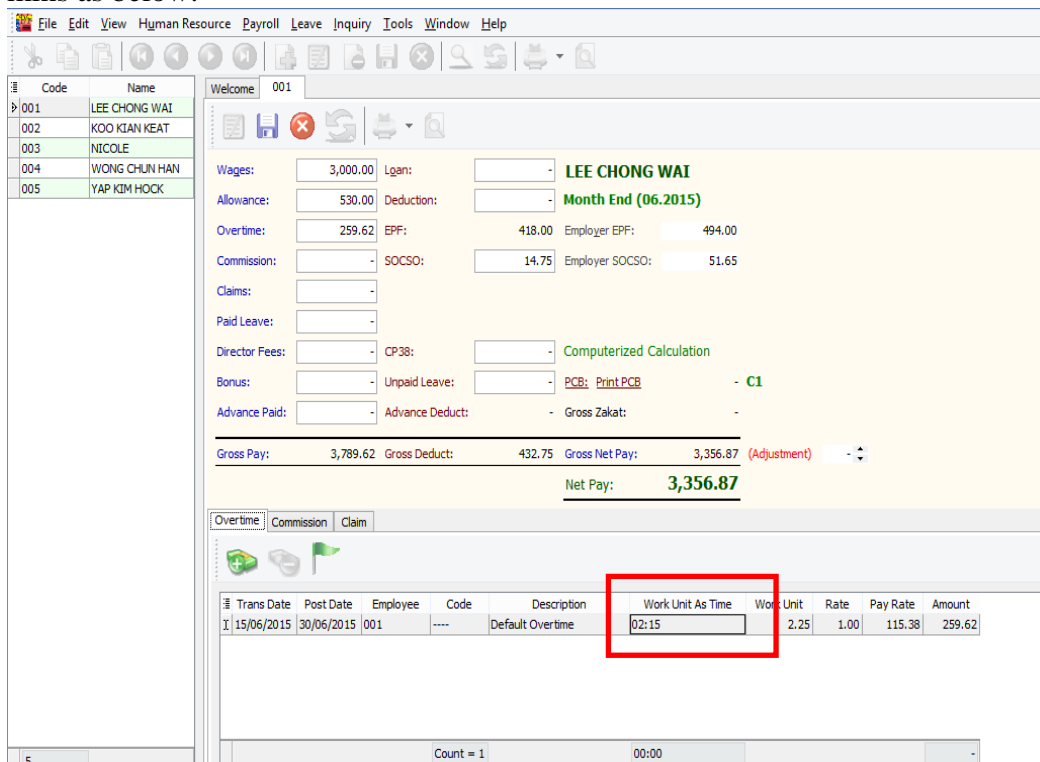 File Edit View Human Resource Payroll Leave Inquiry Tools Window Help
Code Name
001 LEE CHONG WAI
002 KOO KIAN KEAT
003 NICOLE
004 WONG CHUN HAN
005 YAP KIM HOCK
Welcome 001
Wages: 3,000.00 Loan: - LEE CHONG WAI
Allowance: 530.00 Deduction: - Month End (06.2015)
Overtime: 259.62 EPF: 418.00 Employer EPF: 494.00
Commission: - SOCSO: 14.75 Employer SOCSO: 51.65
Claims: -
Paid Leave: -
Director Fees: - CP38: - Computerized Calculation
Bonus: - Unpaid Leave: - PCB: Print PCB - C1
Advance Paid: - Advance Deduct: - Gross Zakat: -
Gross Pay: 3,789.62 Gross Deduct: 432.75 Gross Net Pay: 3,356.87 (Adjustment) -
Net Pay: 3,356.87
Overtime Commission Claim
Trans Date Post Date Employee Code Description Work Unit As Time Work Unit Rate Pay Rate Amount
15/06/2015 30/06/2015 001 ---- Default Overtime 02:15 2.25 1.00 115.38 259.62
Count = 1 00:00 -
5